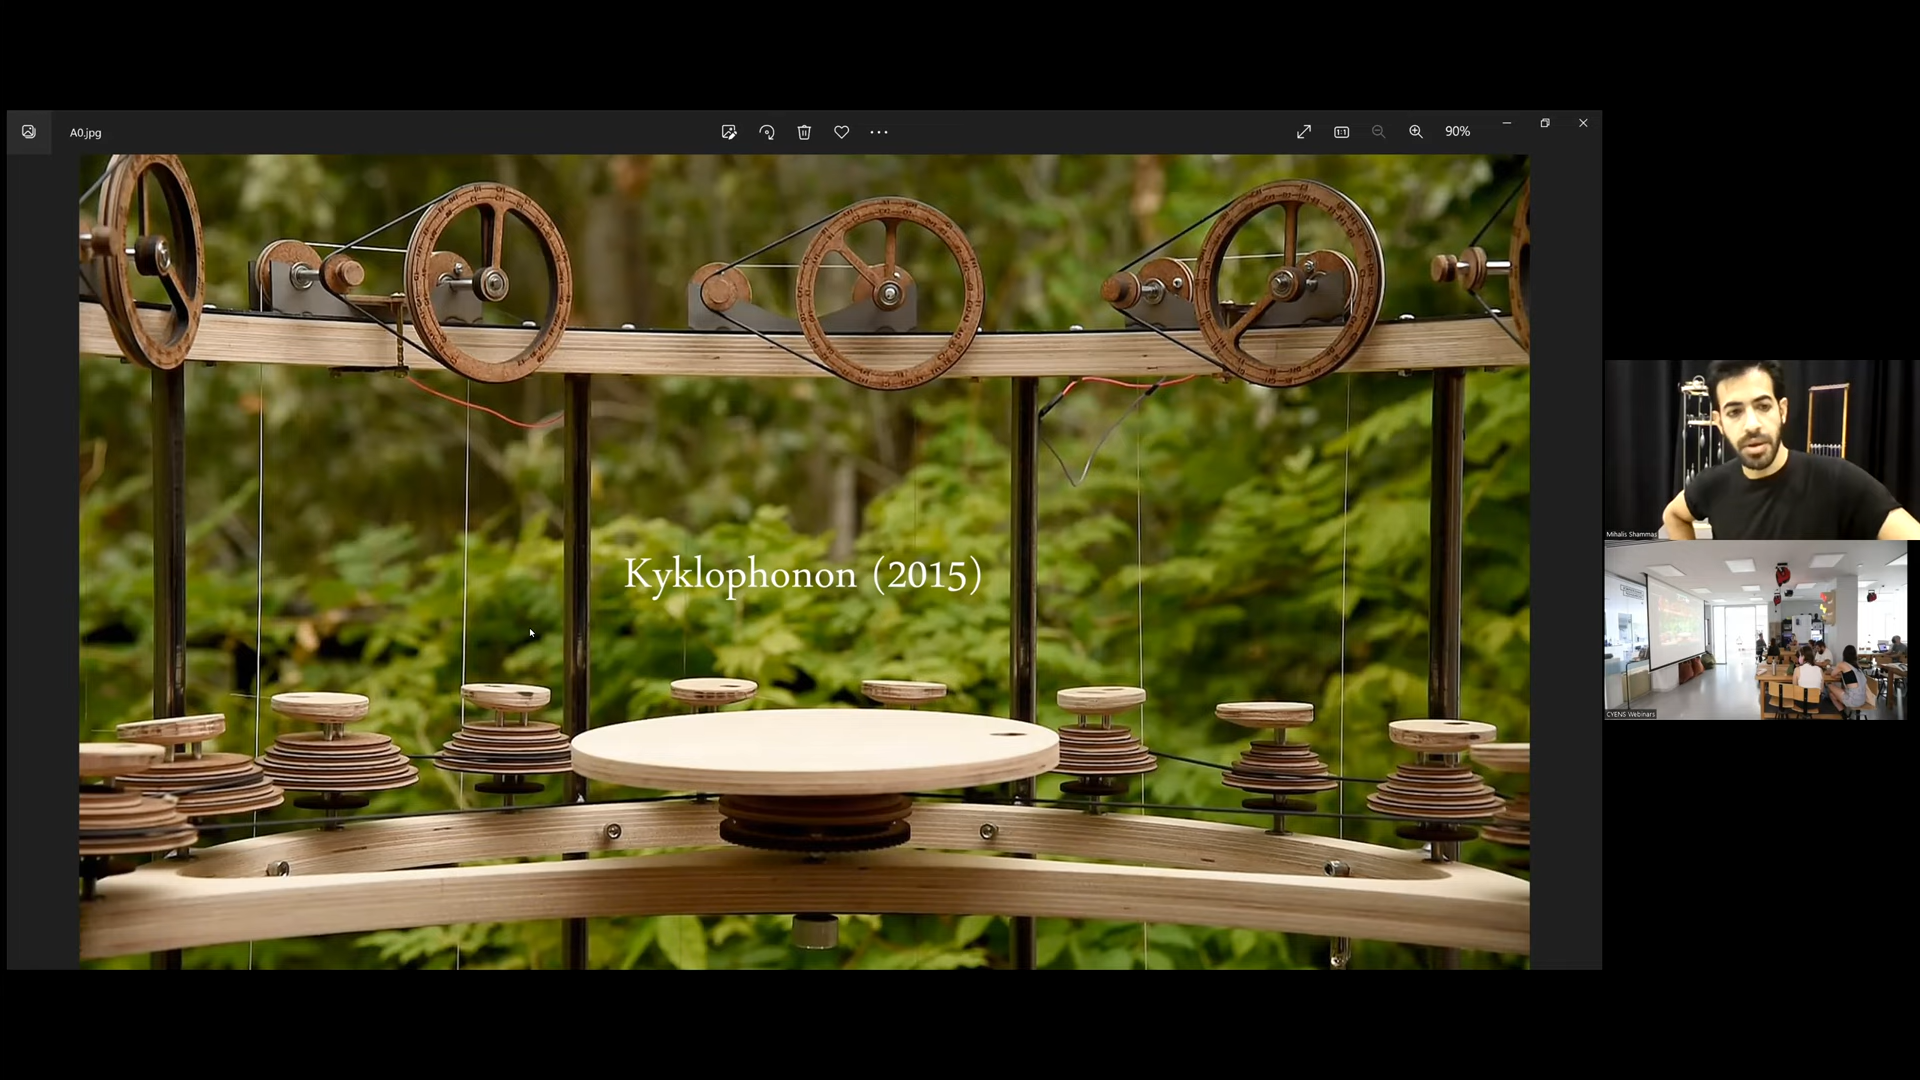 A0.jpg
90%
Kyklophonon (2015)
Mihalis Shammas
CYENS Webinars